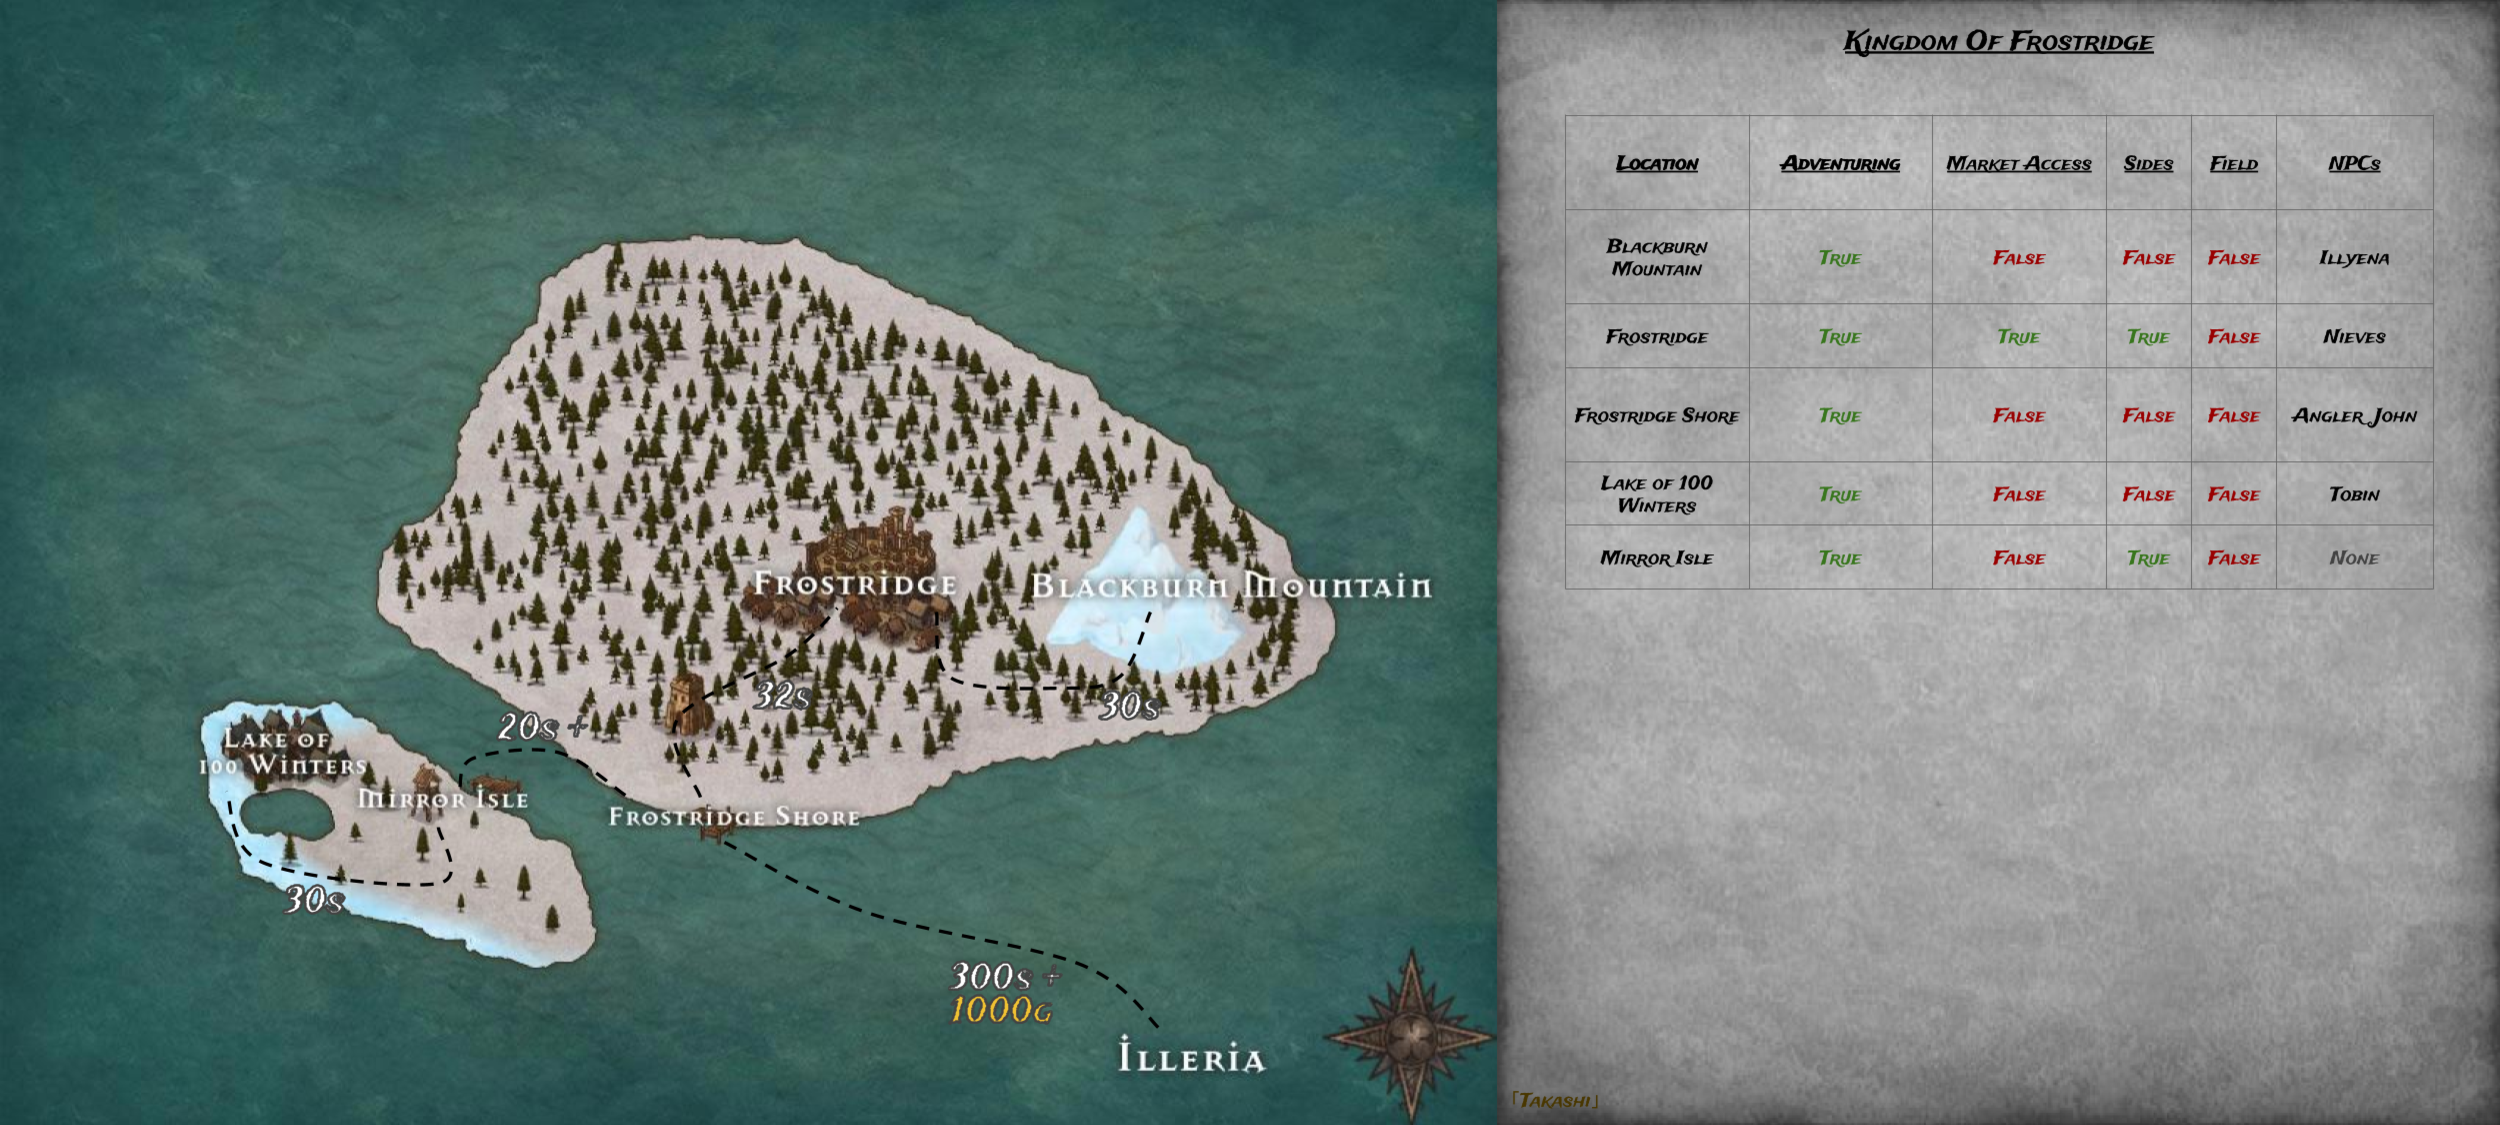 Frostridge
Blackburn Mountain
32s
30s
20s +
Lake of
100 Winters
Mirror Isle
Frostridge Shore
30s
300s +
1000g
Illeria
Kingdom Of Frostridge
Location Adventuring Market Access Sides Field NPCs
Blackburn
Mountain True False False False Illyena
Frostridge True True True False Nieves
Frostridge Shore True False False False Angler John
Lake of 100
Winters True False False False Tobin
Mirror Isle True False True False None
「Takashi」